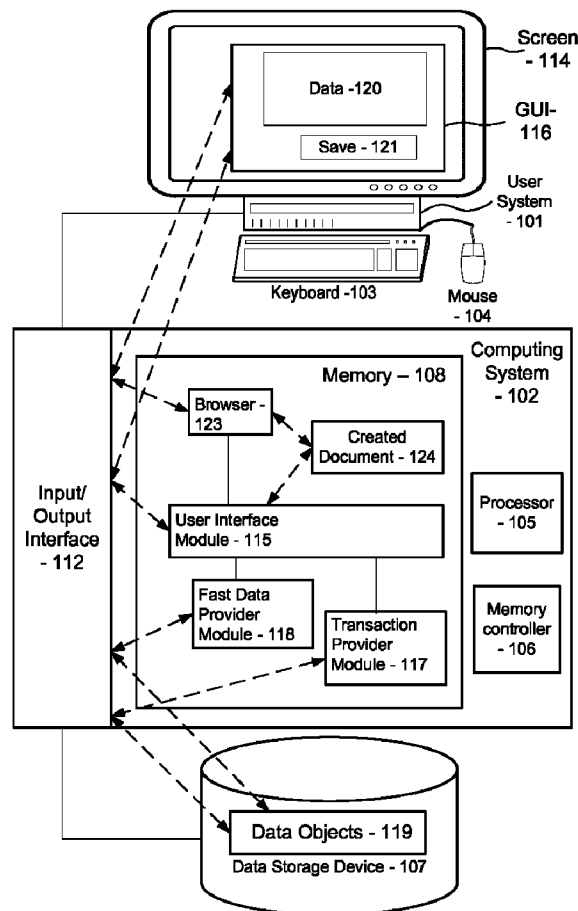 Screen
- 114
Data -120
GUI-
116
Save - 121
User
System
- 101
Keyboard -103
Mouse
- 104
Computing
System
- 102
Memory – 108
Browser -
123
Created
Document - 124
Input/
Output
Interface
- 112
User Interface
Module - 115
Processor
- 105
Fast Data
Provider
Module - 118
Transaction
Provider
Module - 117
Memory
controller
- 106
Data Objects - 119
Data Storage Device - 107